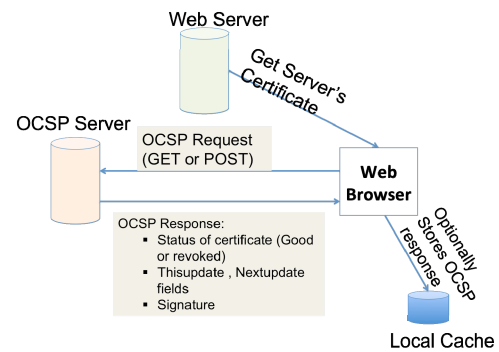 Web Server
Get Server's
Certificate
OCSP Server
OCSP Request
(GET or POST)
Web
Browser
OCSP Response:
▪ Status of certificate (Good
or revoked)
▪ Thisupdate , Nextupdate
fields
▪ Signature
Optionally
Stores OCSP
response
Local Cache